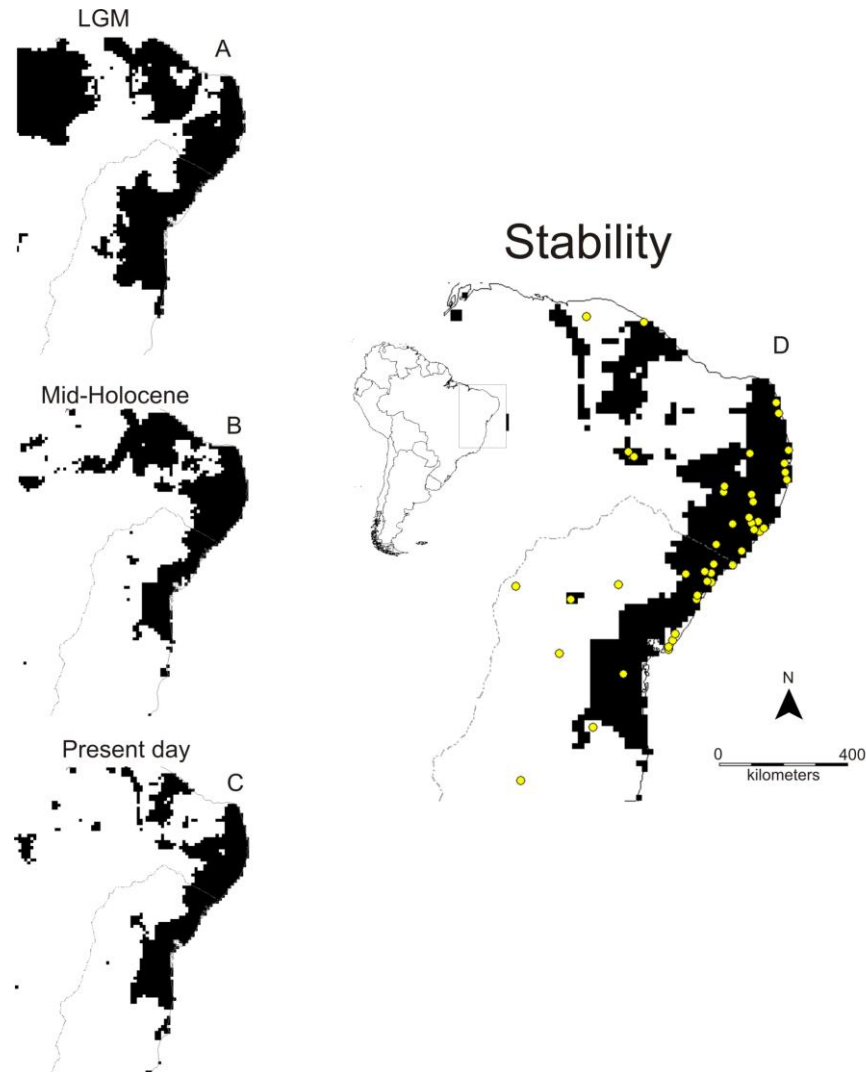 LGM
A
Mid-Holocene
B
Present day
C
Stability
D
N
0 400
kilometers